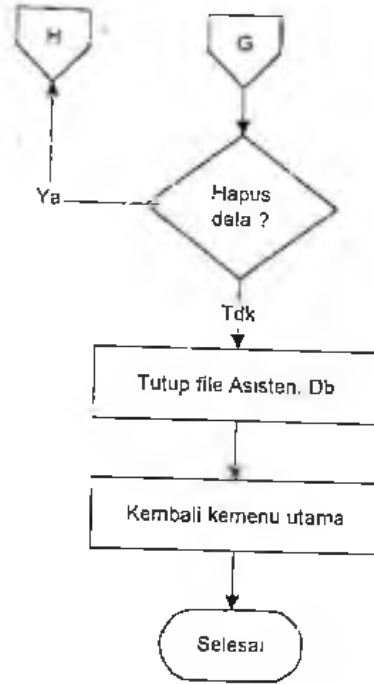 H
G
Hapus
data ?
Ya
Tdk
Tutup file Asisten. Db
Kembali kemenu utama
Selesai